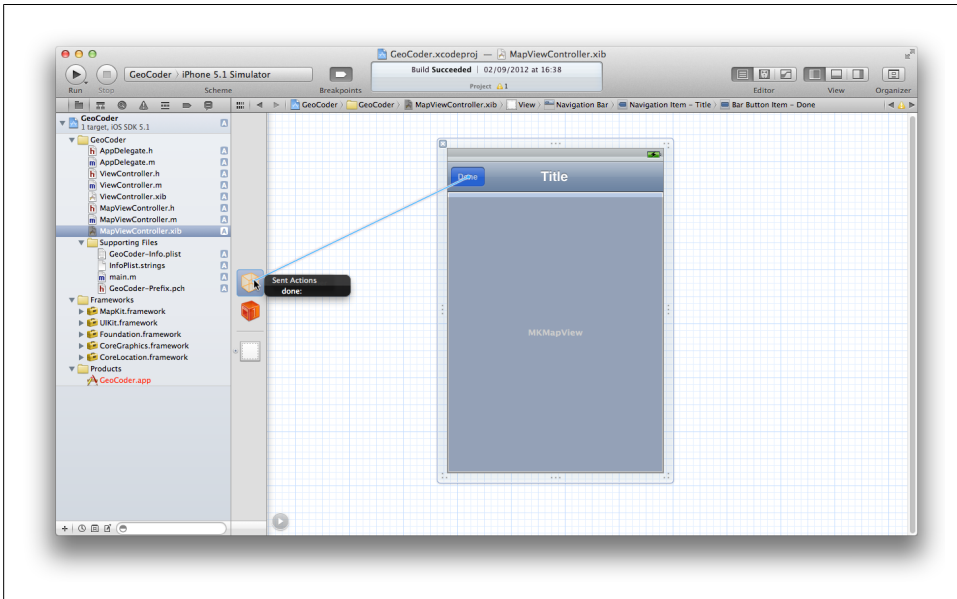 GeoCoder.xcodeproj — MapViewController.xib
GeoCoder 〉 iPhone 5.1 Simulator
Build Succeeded | 02/09/2012 at 16:38
Project 1
Run Stop Scheme Breakpoints Editor View Organizer
GeoCoder 〉 GeoCoder 〉 MapViewController.xib 〉 View 〉 Navigation Bar 〉 Navigation Item – Title 〉 Bar Button Item – Done
GeoCoder
1 target, iOS SDK 5.1
GeoCoder
h AppDelegate.h A
m AppDelegate.m A
h ViewController.h A
m ViewController.m A
ViewController.xib A
h MapViewController.h A
m MapViewController.m A
MapViewController.xib A
Supporting Files
GeoCoder-Info.plist A
InfoPlist.strings A
m main.m A
h GeoCoder-Prefix.pch A
Frameworks
MapKit.framework
UIKit.framework
Foundation.framework
CoreGraphics.framework
CoreLocation.framework
Products
GeoCoder.app
Done
Title
Sent Actions
done:
MKMapView